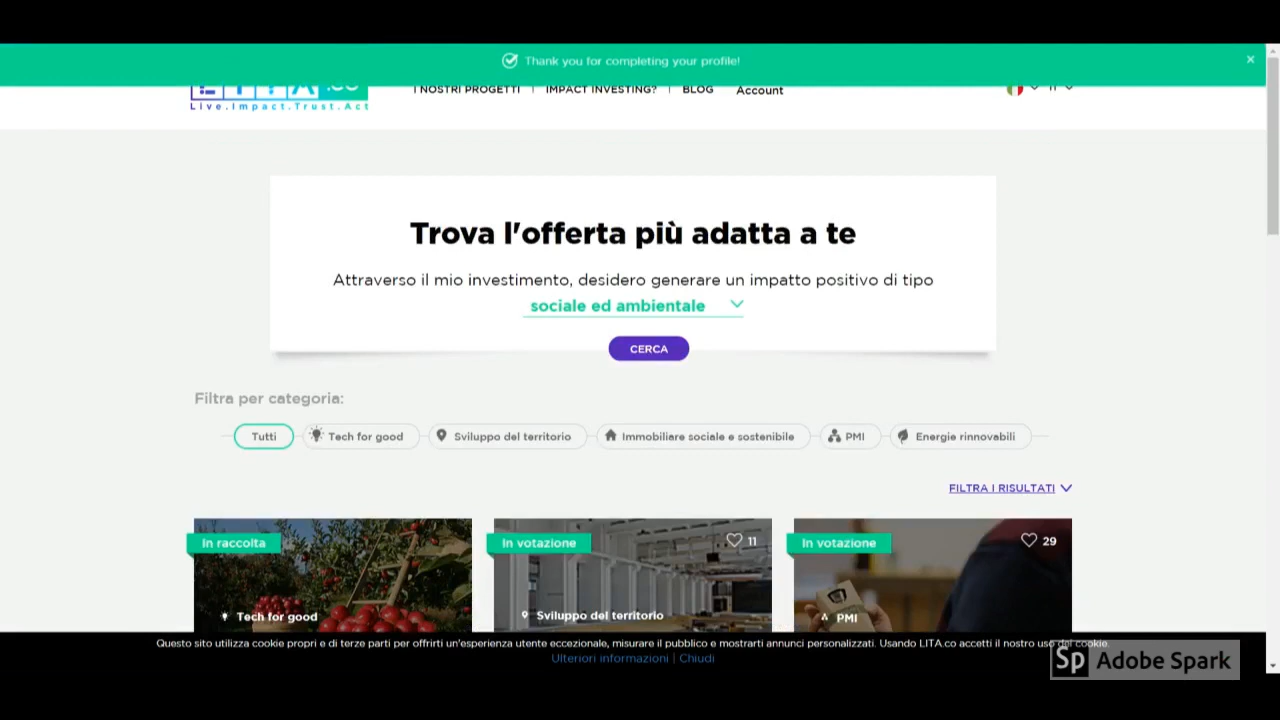 Thank you for completing your profile!
LITA.co
Live.Impact.Trust.Act
I NOSTRI PROGETTI
IMPACT INVESTING?
BLOG
Account
IT
Trova l'offerta più adatta a te
Attraverso il mio investimento, desidero generare un impatto positivo di tipo
sociale ed ambientale
CERCA
Filtra per categoria:
Tutti
Tech for good
Sviluppo del territorio
Immobiliare sociale e sostenibile
PMI
Energie rinnovabili
FILTRA I RISULTATI
In raccolta
In votazione
11
In votazione
29
Tech for good
Sviluppo del territorio
PMI
Questo sito utilizza cookie propri e di terze parti per offrirti un'esperienza utente eccezionale, misurare il pubblico e mostrarti annunci personalizzati. Usando LITA.co accetti il nostro uso dei cookie.
Ulteriori informazioni | Chiudi
Sp Adobe Spark